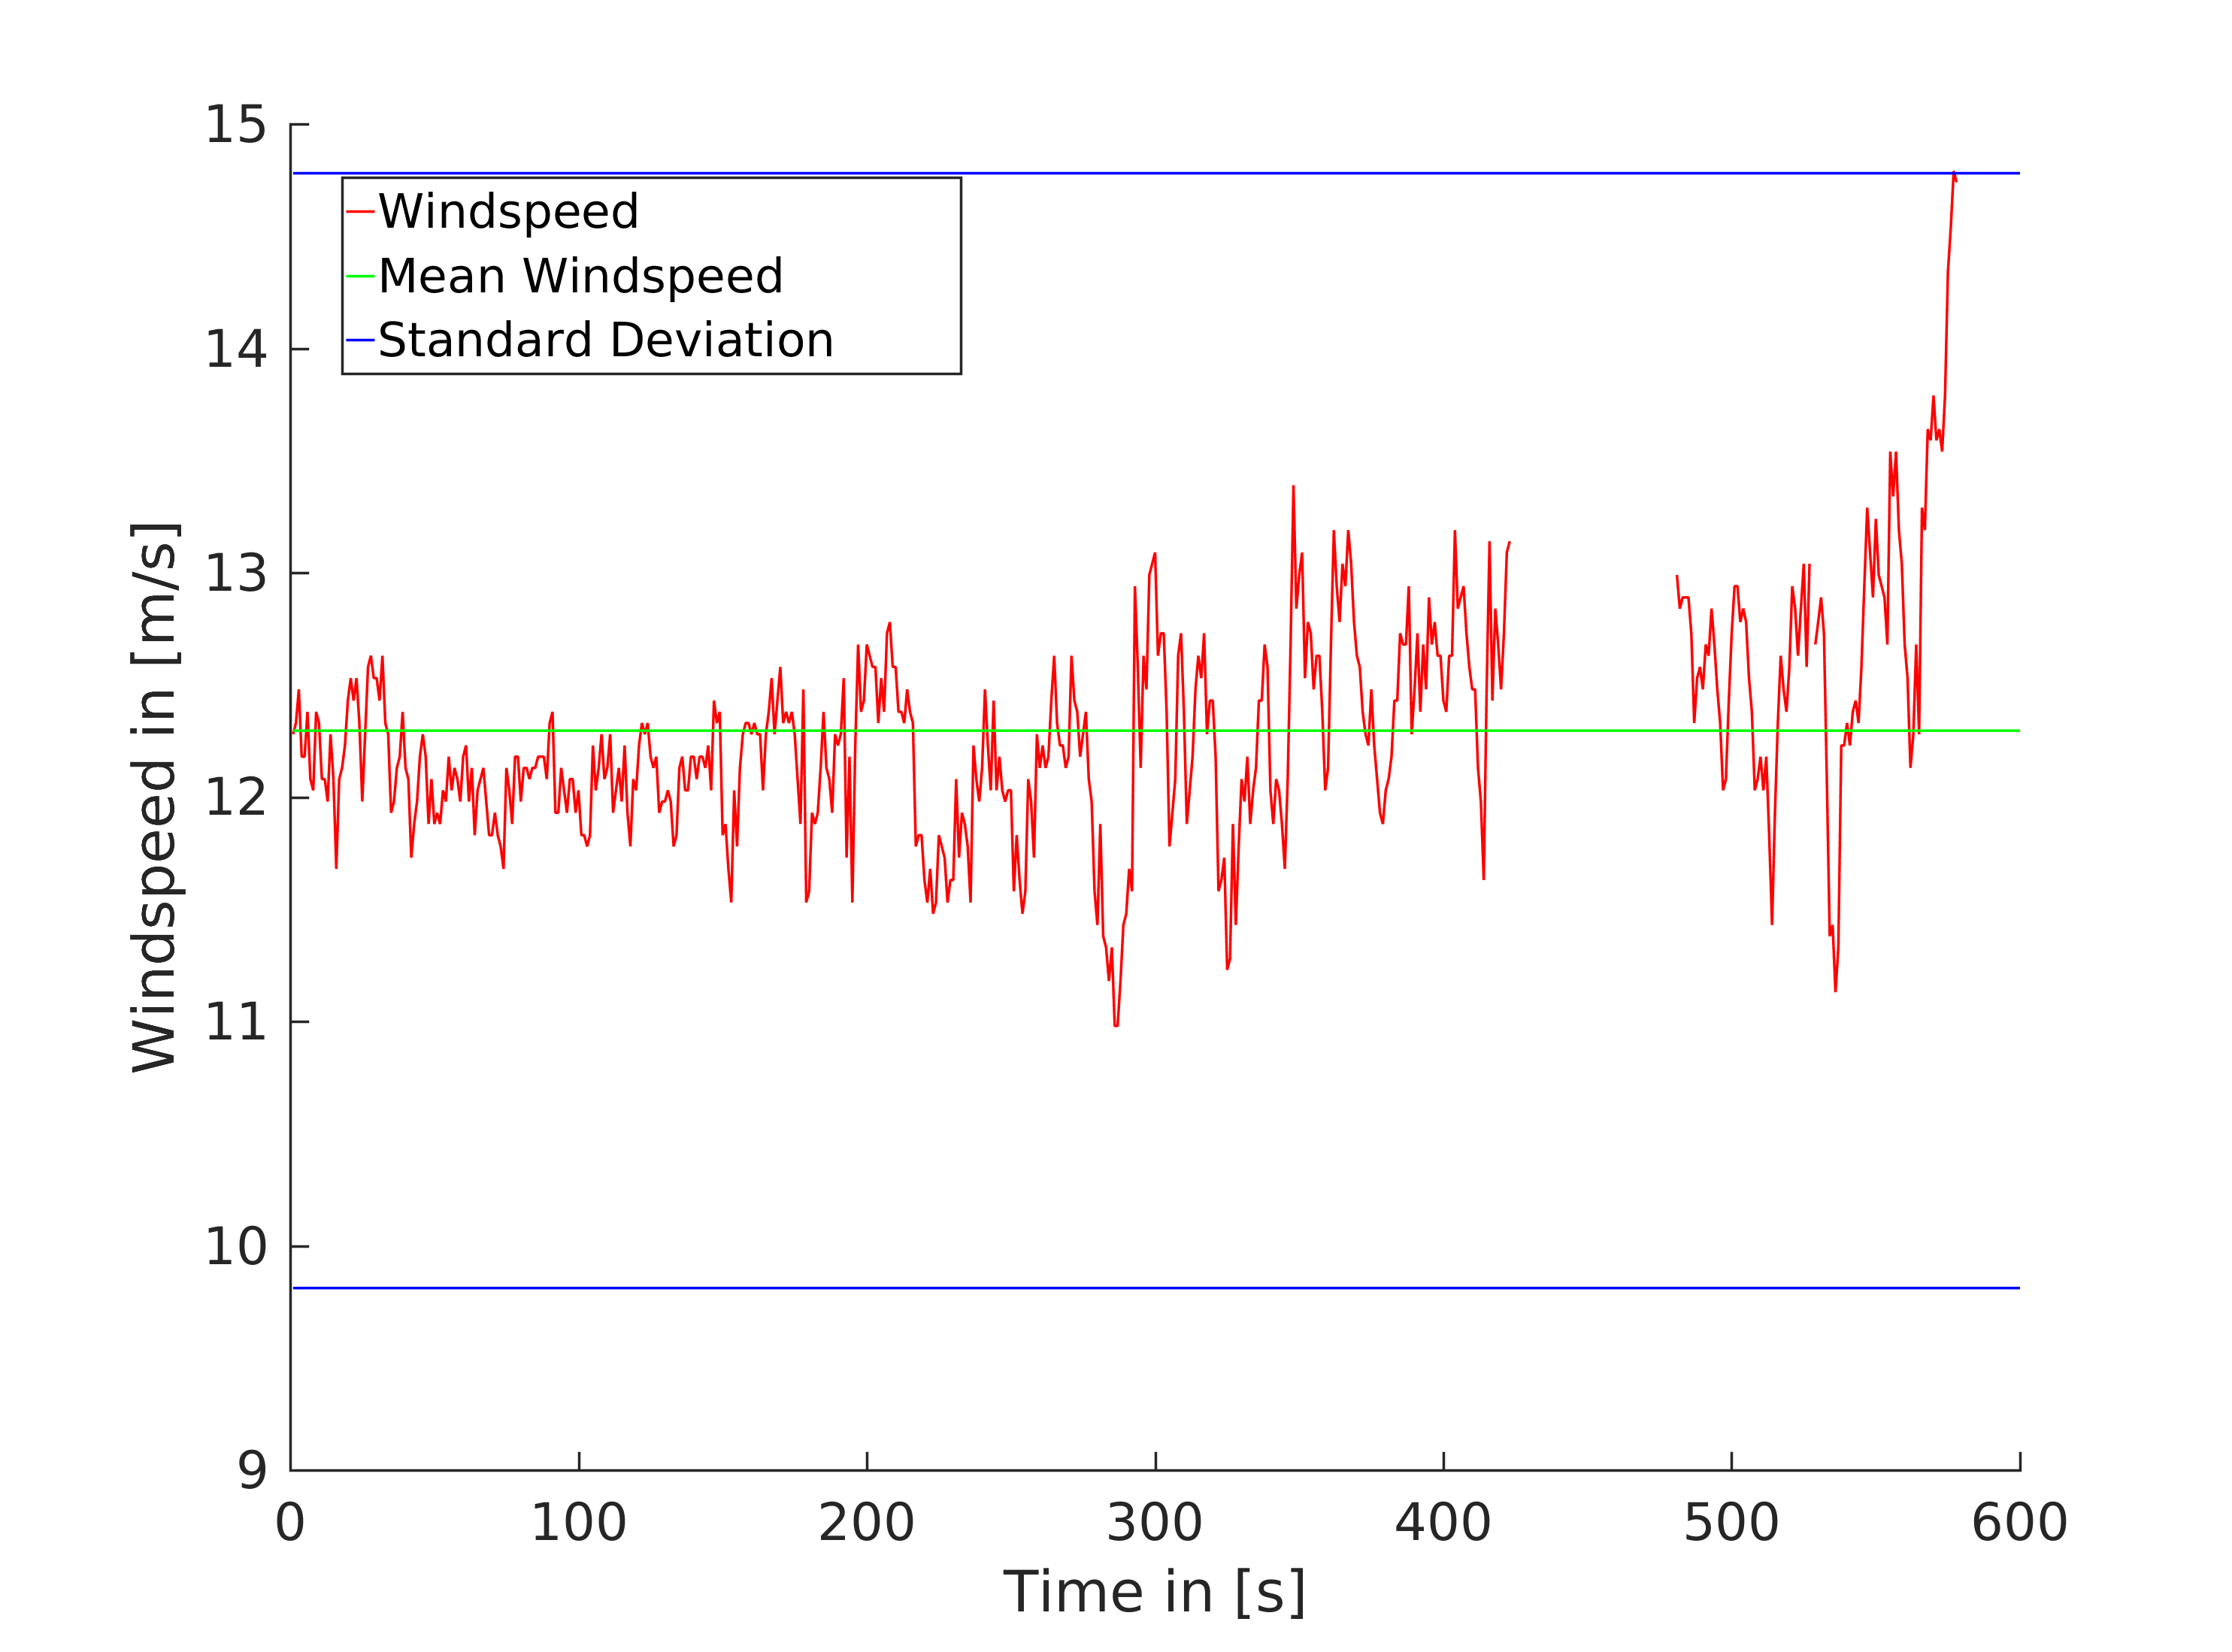 15
14
13
12
11
10
9
Windspeed in [m/s]
Windspeed
Mean Windspeed
Standard Deviation
0 100 200 300 400 500 600
Time in [s]